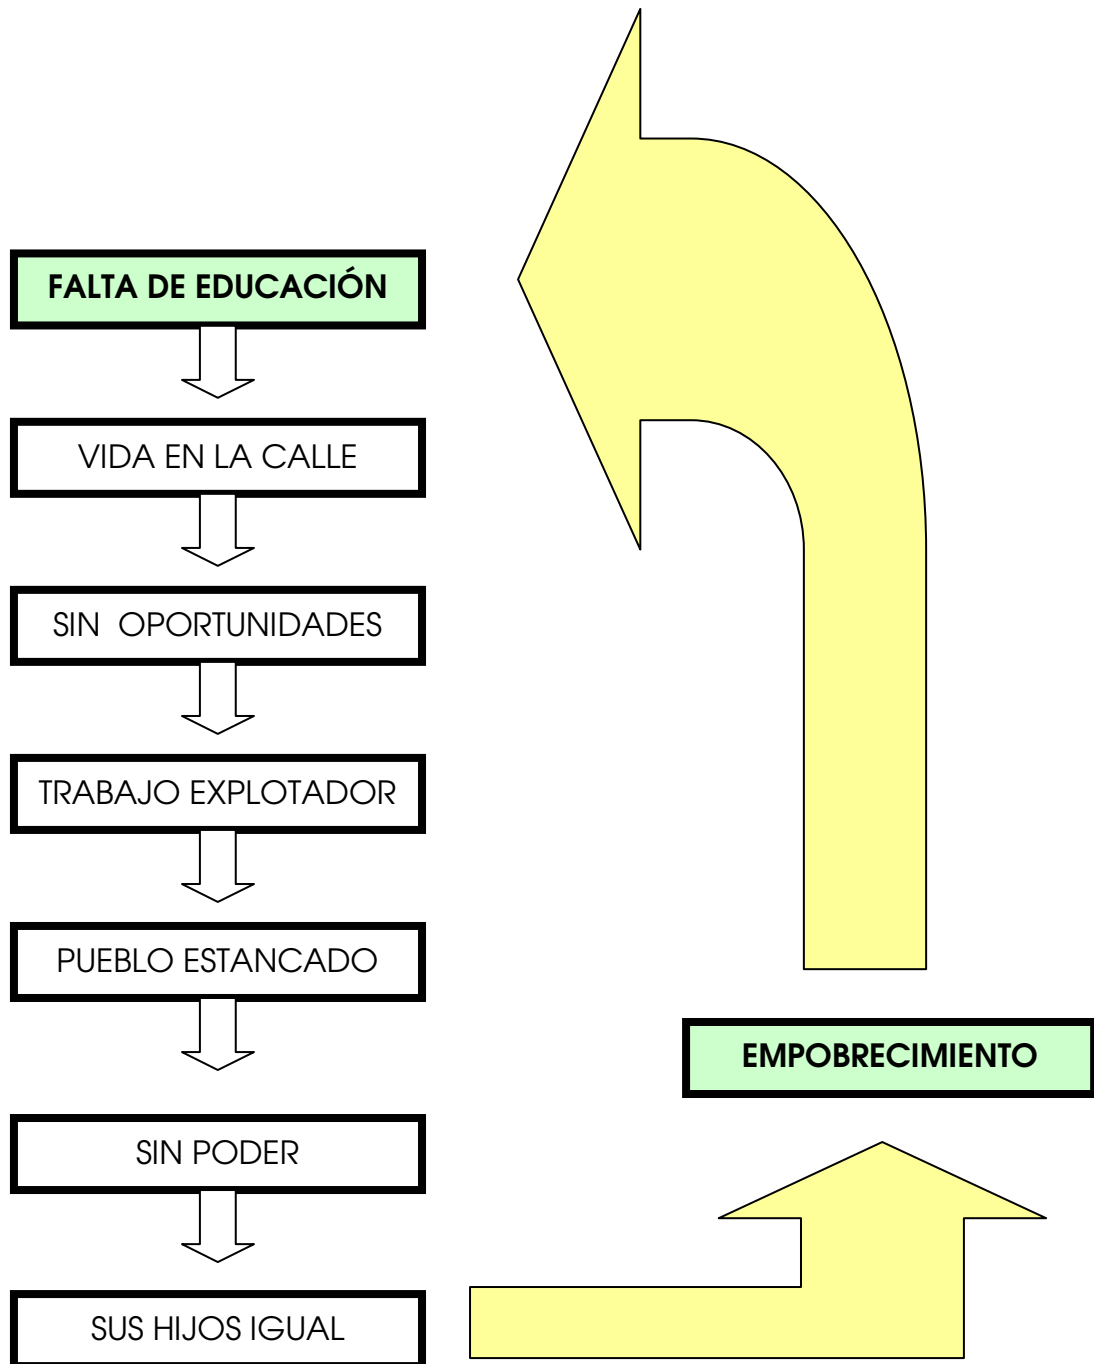 FALTA DE EDUCACIÓN
VIDA EN LA CALLE
SIN OPORTUNIDADES
TRABAJO EXPLOTADOR
PUEBLO ESTANCADO
SIN PODER
SUS HIJOS IGUAL
EMPOBRECIMIENTO